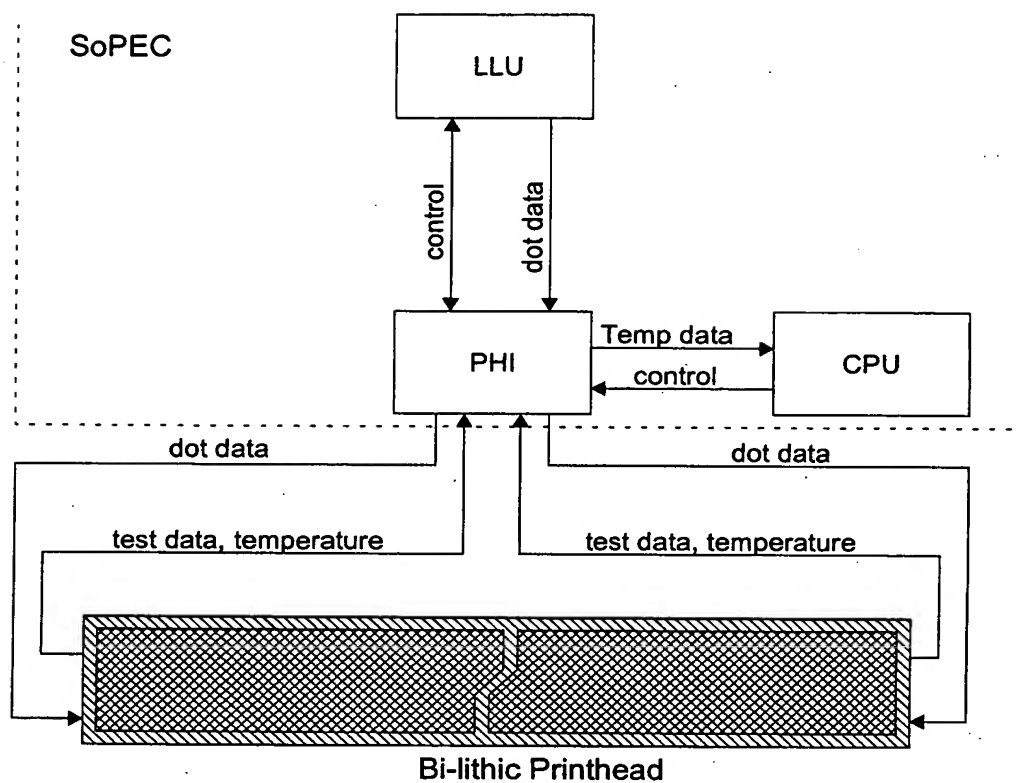 SoPEC
LLU
control
dot data
PHI
Temp data
control
CPU
dot data
dot data
test data, temperature
test data, temperature
Bi-lithic Printhead